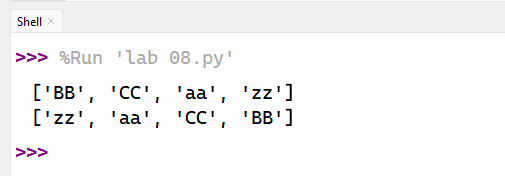 Shell ×
>>> %Run 'lab 08.py'
['BB', 'CC', 'aa', 'zz']
['zz', 'aa', 'CC', 'BB']
>>>